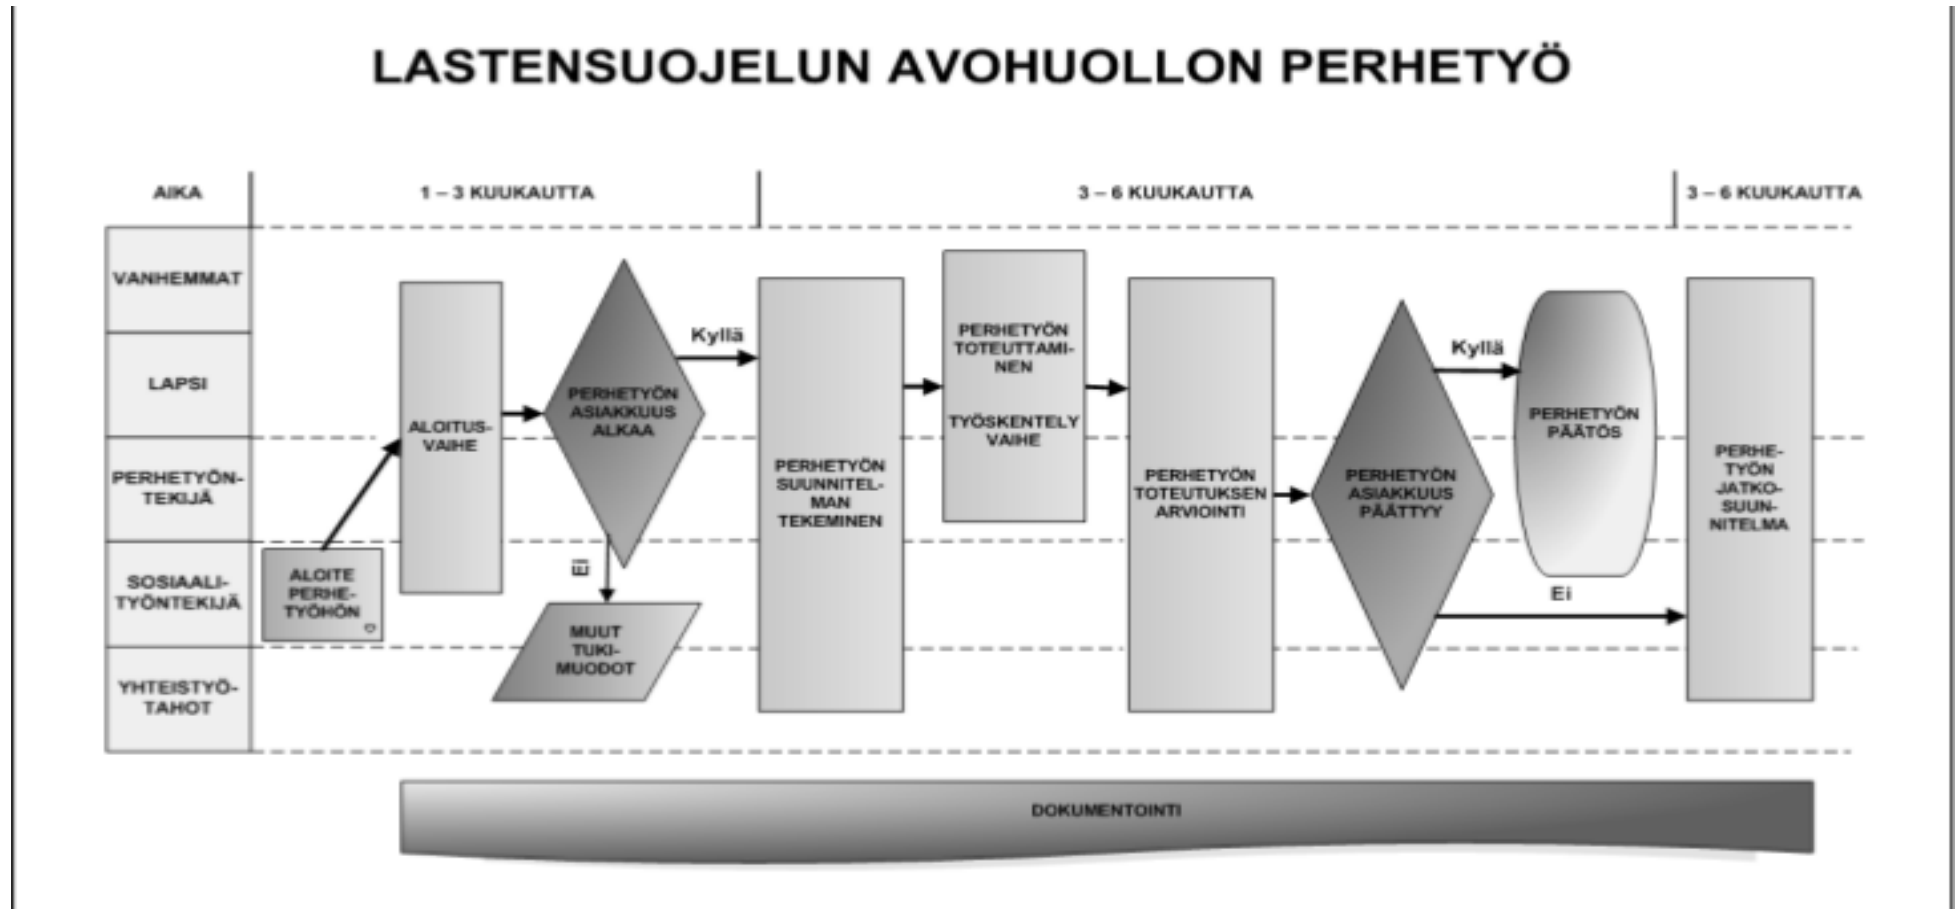 LASTENSUOJELUN AVOHUOLLON PERHETYÖ
AIKA
1 – 3 KUUKAUTTA
3 – 6 KUUKAUTTA
3 – 6 KUUKAUTTA
VANHEMMAT
LAPSI
PERHETYÖN-
TEKIJÄ
SOSIAALI-
TYÖNTEKIJÄ
YHTEISTYÖ-
TAHOT
ALOITE
PERHE-
TYÖHÖN
ALOITUS-
VAIHE
PERHETYÖN
ASIAKKUUS
ALKAA
Kyllä
Ei
MUUT
TUKI-
MUODOT
PERHETYÖN
SUUNNITEL-
MAN
TEKEMINEN
PERHETYÖN
TOTEUTTAMI-
NEN
TYÖSKENTELY
VAIHE
PERHETYÖN
TOTEUTUKSEN
ARVIOINTI
PERHETYÖN
ASIAKKUUS
PÄÄTTYY
Kyllä
PERHETYÖN
PÄÄTÖS
Ei
PERHE-
TYÖN
JATKO-
SUUN-
NITELMA
DOKUMENTOINTI